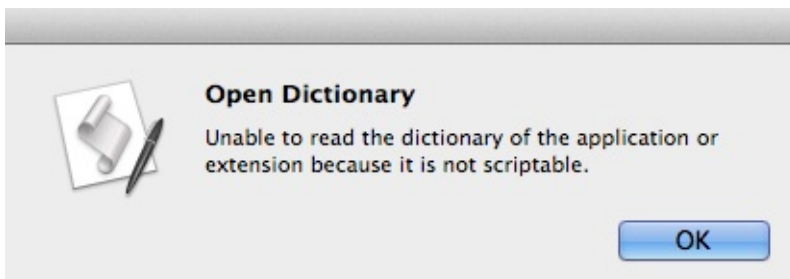 Open Dictionary
Unable to read the dictionary of the application or
extension because it is not scriptable.
OK